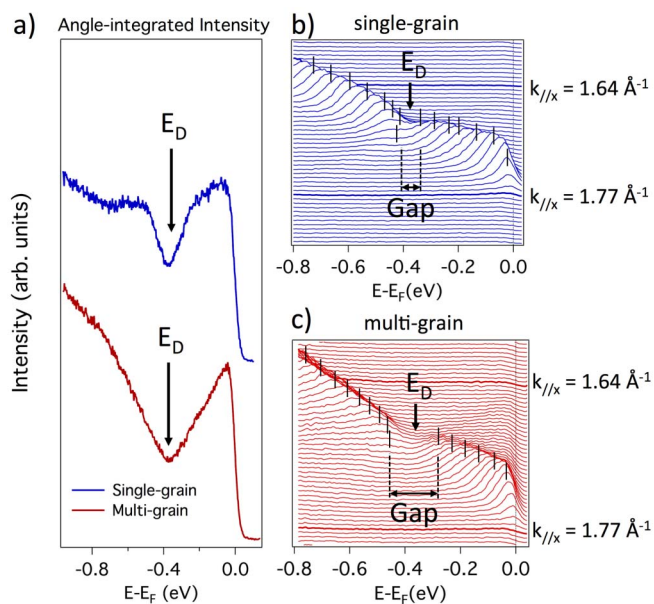 a)
Angle-integrated Intensity
Intensity (arb. units)
E_D
E_D
Single-grain
Multi-grain
-0.8
-0.4
0.0
E-E_F (eV)
b)
single-grain
E_D
k_//x = 1.64 Å⁻¹
Gap
k_//x = 1.77 Å⁻¹
-0.8
-0.6
-0.4
-0.2
0.0
E-E_F(eV)
c)
multi-grain
E_D
k_//x = 1.64 Å⁻¹
Gap
k_//x = 1.77 Å⁻¹
-0.8
-0.6
-0.4
-0.2
0.0
E-E_F(eV)